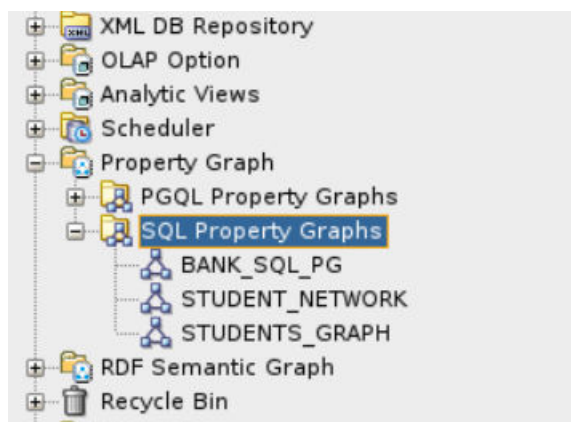 XML DB Repository
OLAP Option
Analytic Views
Scheduler
Property Graph
PGQL Property Graphs
SQL Property Graphs
BANK_SQL_PG
STUDENT_NETWORK
STUDENTS_GRAPH
RDF Semantic Graph
Recycle Bin